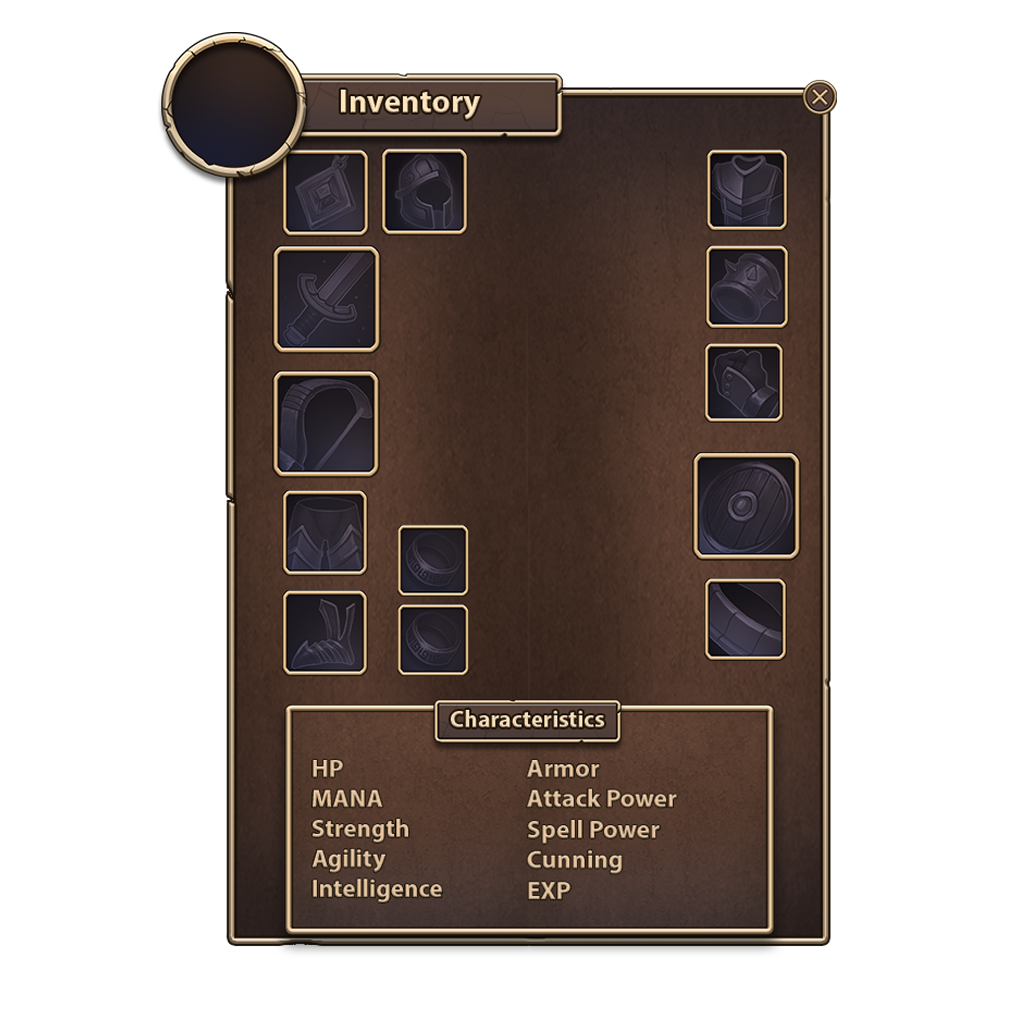 Inventory
Characteristics
HP
MANA
Strength
Agility
Intelligence
Armor
Attack Power
Spell Power
Cunning
EXP